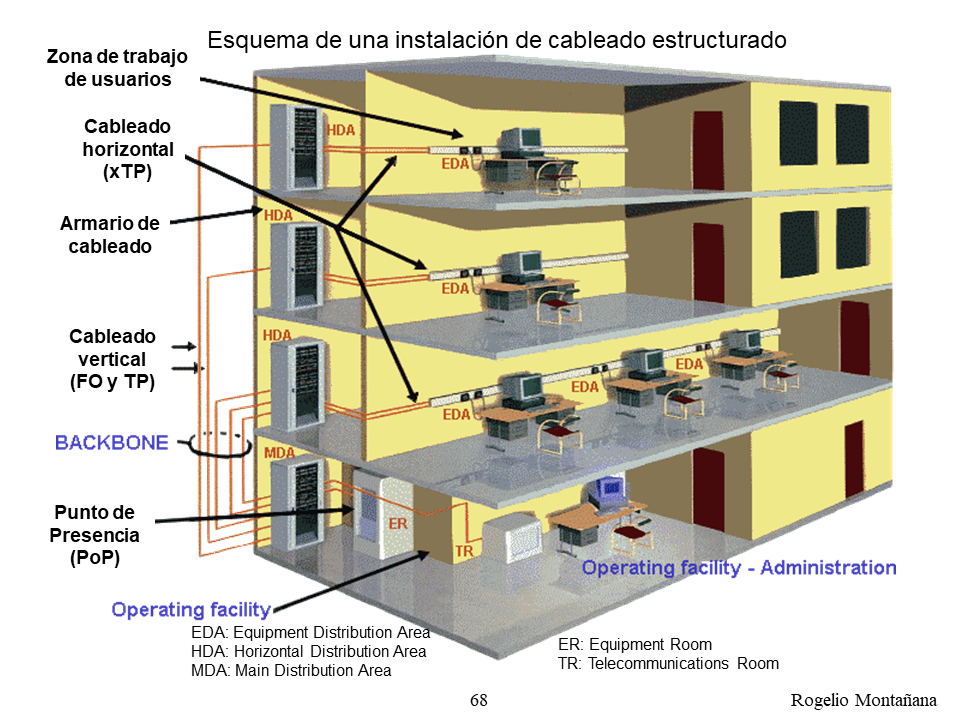 Esquema de una instalación de cableado estructurado
Zona de trabajo
de usuarios
Cableado
horizontal
(xTP)
Armario de
cableado
Cableado
vertical
(FO y TP)
BACKBONE
Punto de
Presencia
(PoP)
Operating facility
HDA
EDA
HDA
EDA
HDA
EDA
EDA
EDA
MDA
ER
TR
Operating facility - Administration
EDA: Equipment Distribution Area
HDA: Horizontal Distribution Area
MDA: Main Distribution Area
ER: Equipment Room
TR: Telecommunications Room
68
Rogelio Montañana